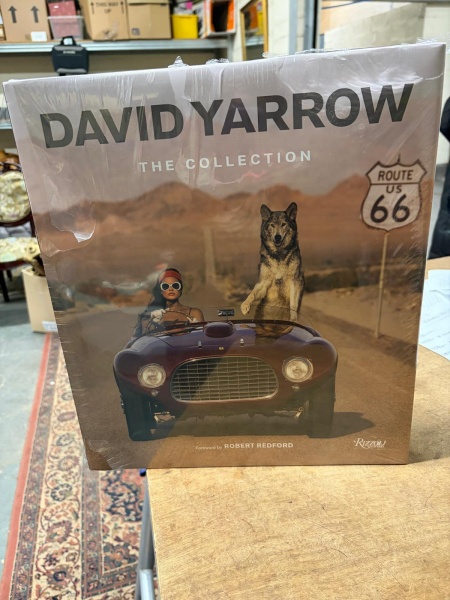 DAVID YARROW
THE COLLECTION
ROUTE
US
66
Foreword by ROBERT REDFORD
RIZZOLI